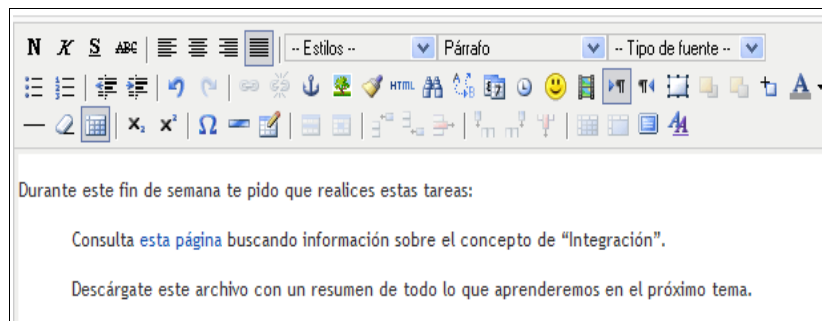 N K S ABC -- Estilos -- Párrafo -- Tipo de fuente --
HTML
Durante este fin de semana te pido que realices estas tareas:
Consulta esta página buscando información sobre el concepto de “Integración”.
Descárgate este archivo con un resumen de todo lo que aprenderemos en el próximo tema.